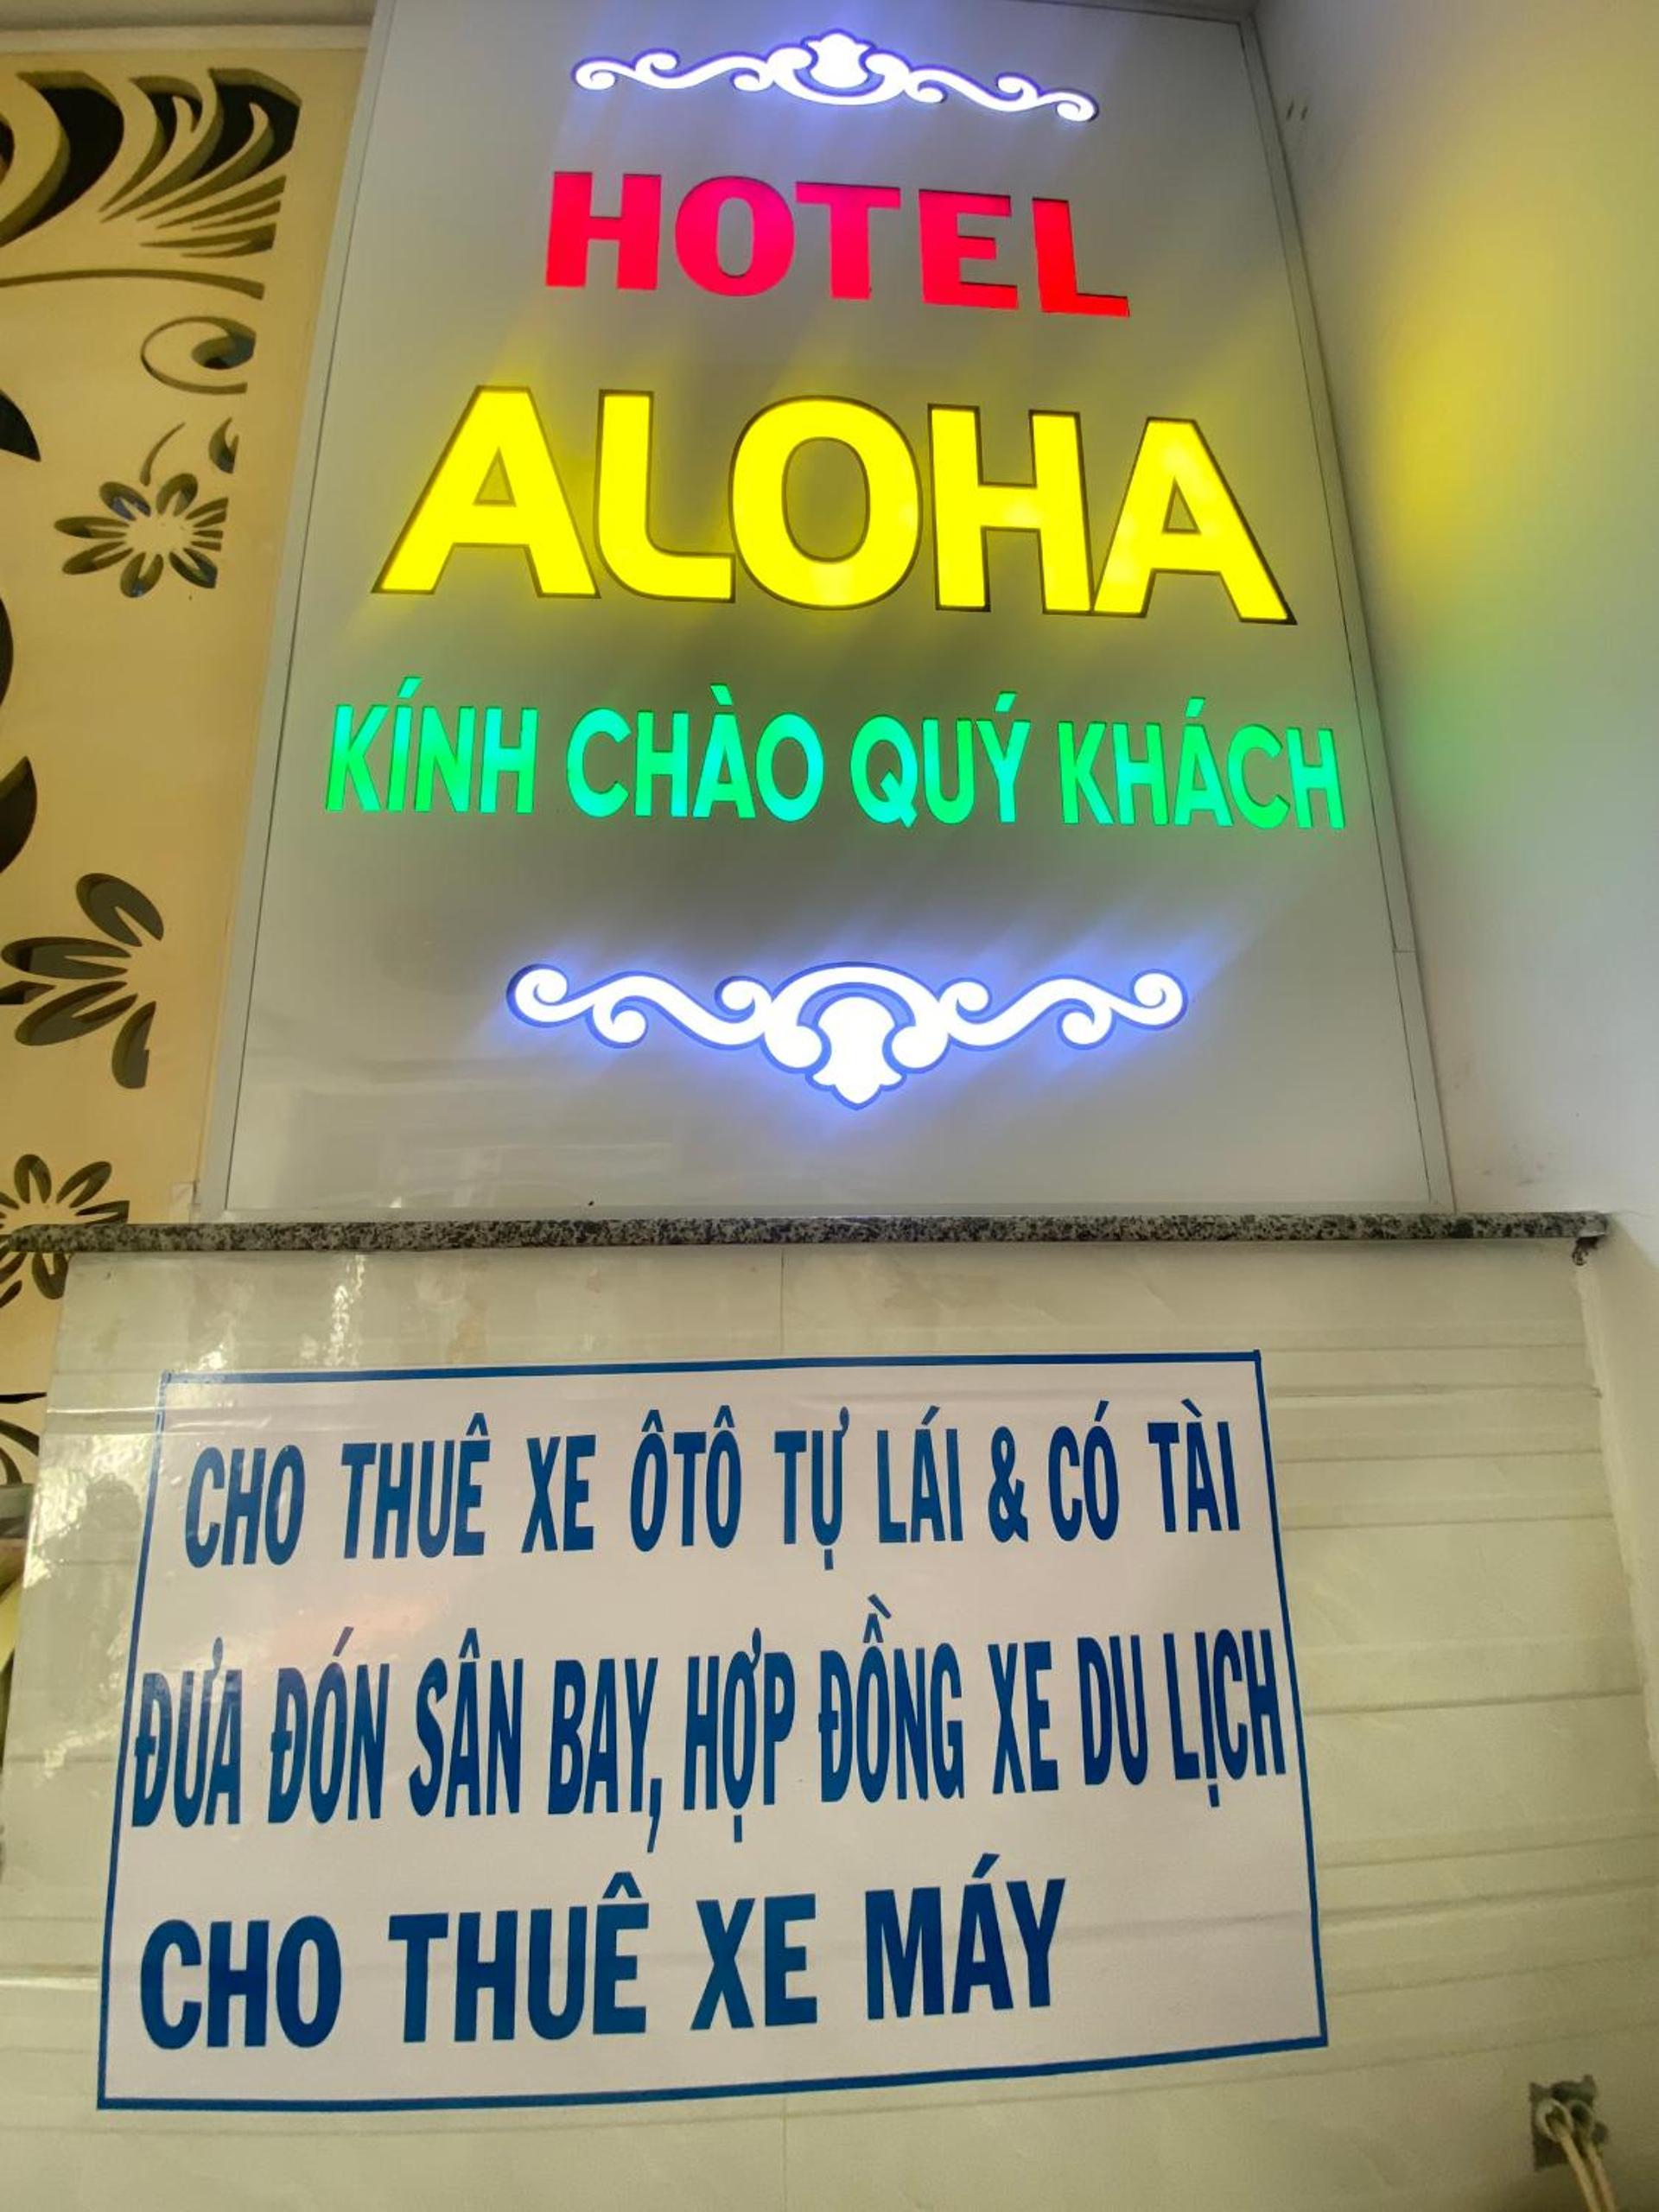 HOTEL
ALOHA
KÍNH CHÀO QUÝ KHÁCH
CHO THUÊ XE ÔTÔ TỰ LÁI & CÓ TÀI
ĐƯA ĐÓN SÂN BAY, HỢP ĐỒNG XE DU LỊCH
CHO THUÊ XE MÁY